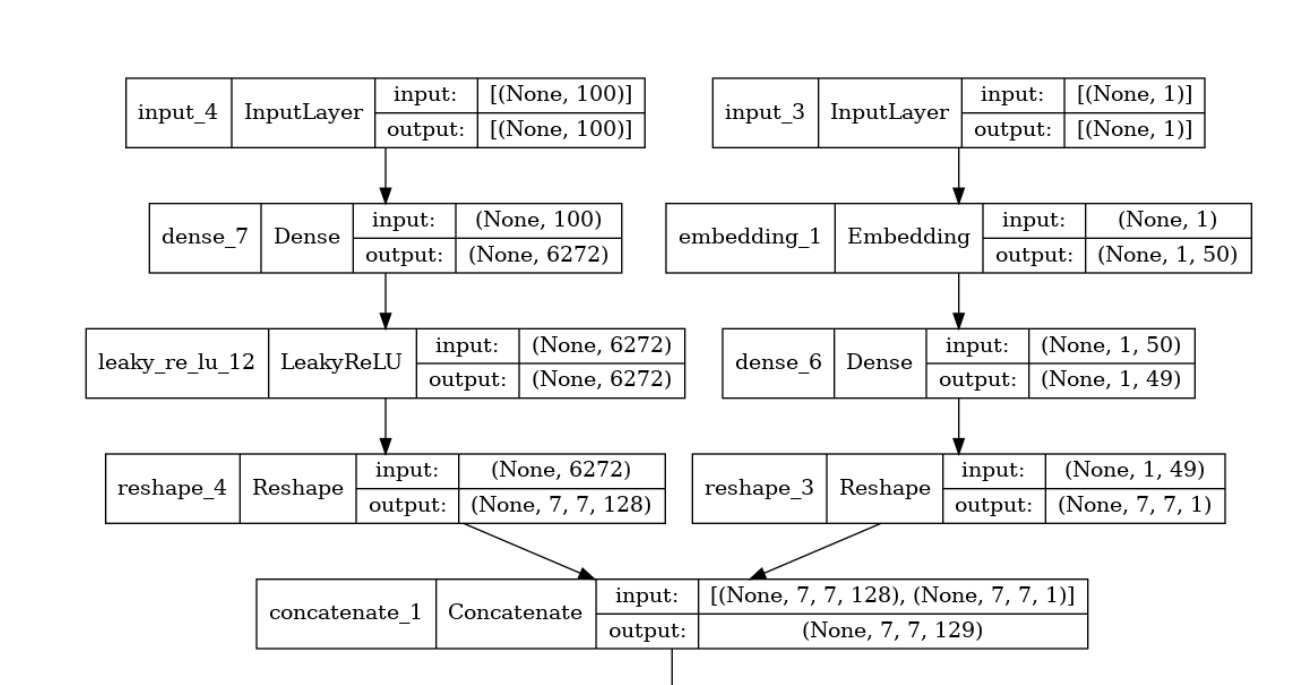 input_4 InputLayer input: [(None, 100)]
output: [(None, 100)]
input_3 InputLayer input: [(None, 1)]
output: [(None, 1)]
dense_7 Dense input: (None, 100)
output: (None, 6272)
embedding_1 Embedding input: (None, 1)
output: (None, 1, 50)
leaky_re_lu_12 LeakyReLU input: (None, 6272)
output: (None, 6272)
dense_6 Dense input: (None, 1, 50)
output: (None, 1, 49)
reshape_4 Reshape input: (None, 6272)
output: (None, 7, 7, 128)
reshape_3 Reshape input: (None, 1, 49)
output: (None, 7, 7, 1)
concatenate_1 Concatenate input: [(None, 7, 7, 128), (None, 7, 7, 1)]
output: (None, 7, 7, 129)